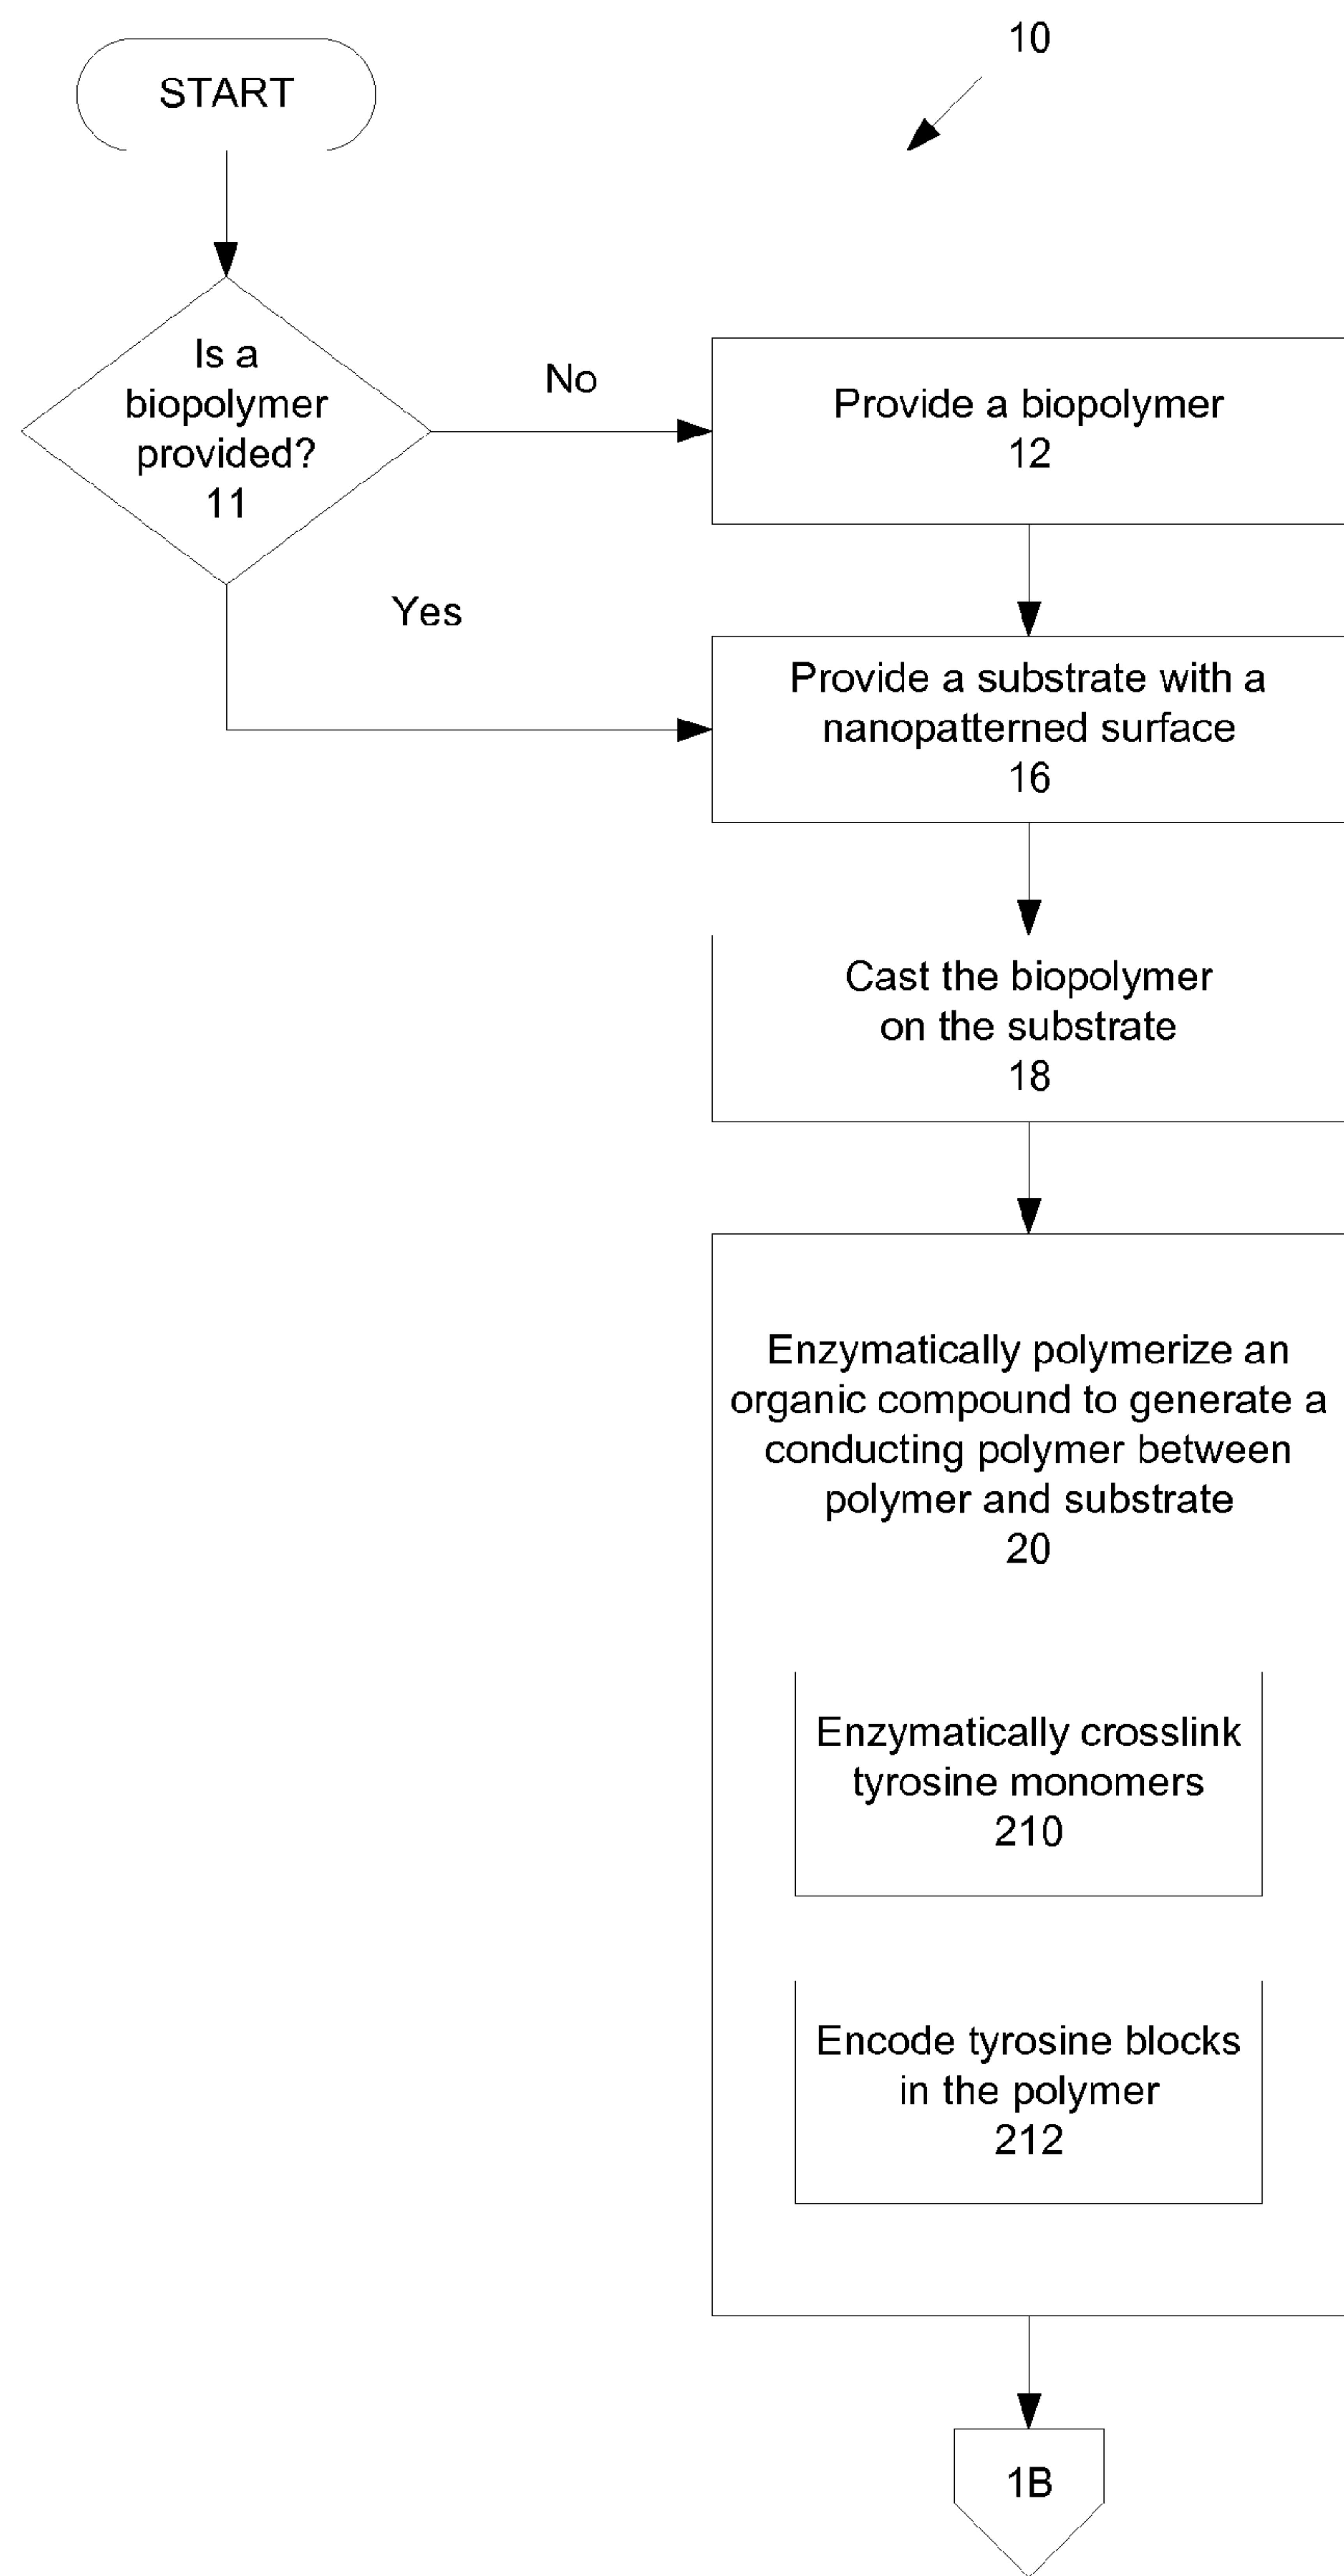 10
START
Is a
biopolymer
provided?
11
No
Provide a biopolymer
12
Yes
Provide a substrate with a
nanopatterned surface
16
Cast the biopolymer
on the substrate
18
Enzymatically polymerize an
organic compound to generate a
conducting polymer between
polymer and substrate
20
Enzymatically crosslink
tyrosine monomers
210
Encode tyrosine blocks
in the polymer
212
1B